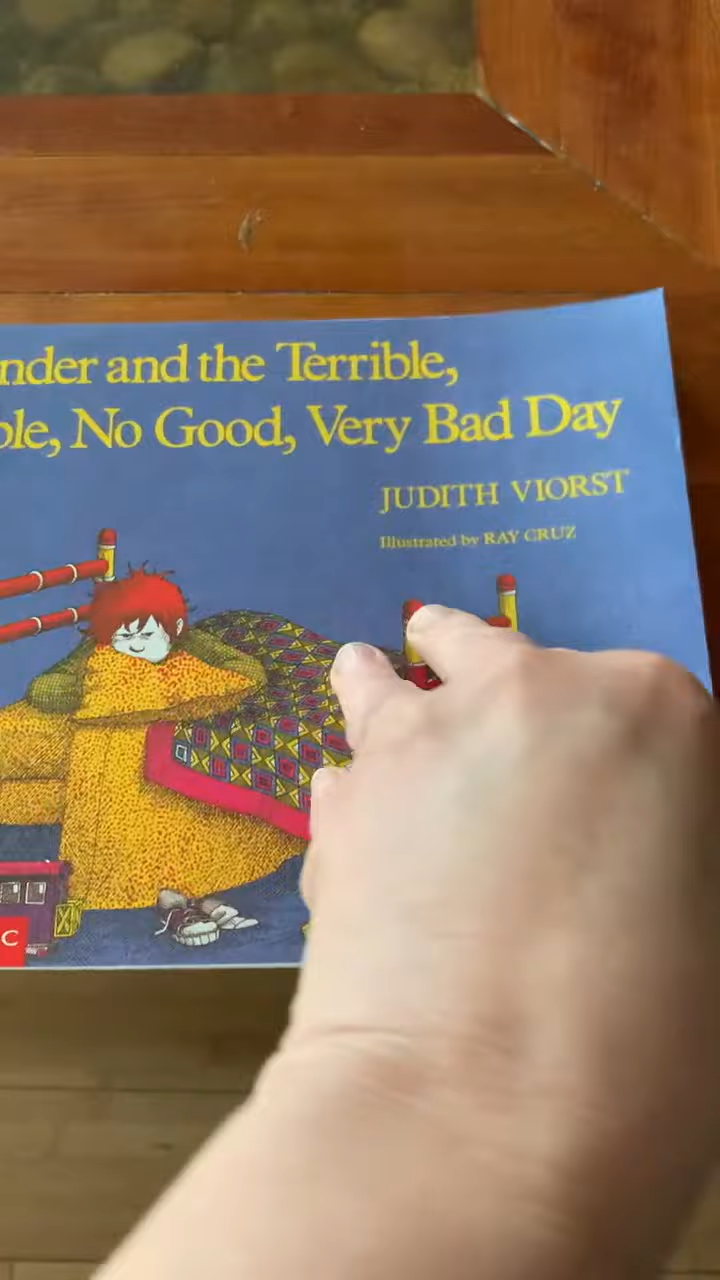 nder and the Terrible,
ble, No Good, Very Bad Day
JUDITH VIORST
Illustrated by RAY CRUZ
C